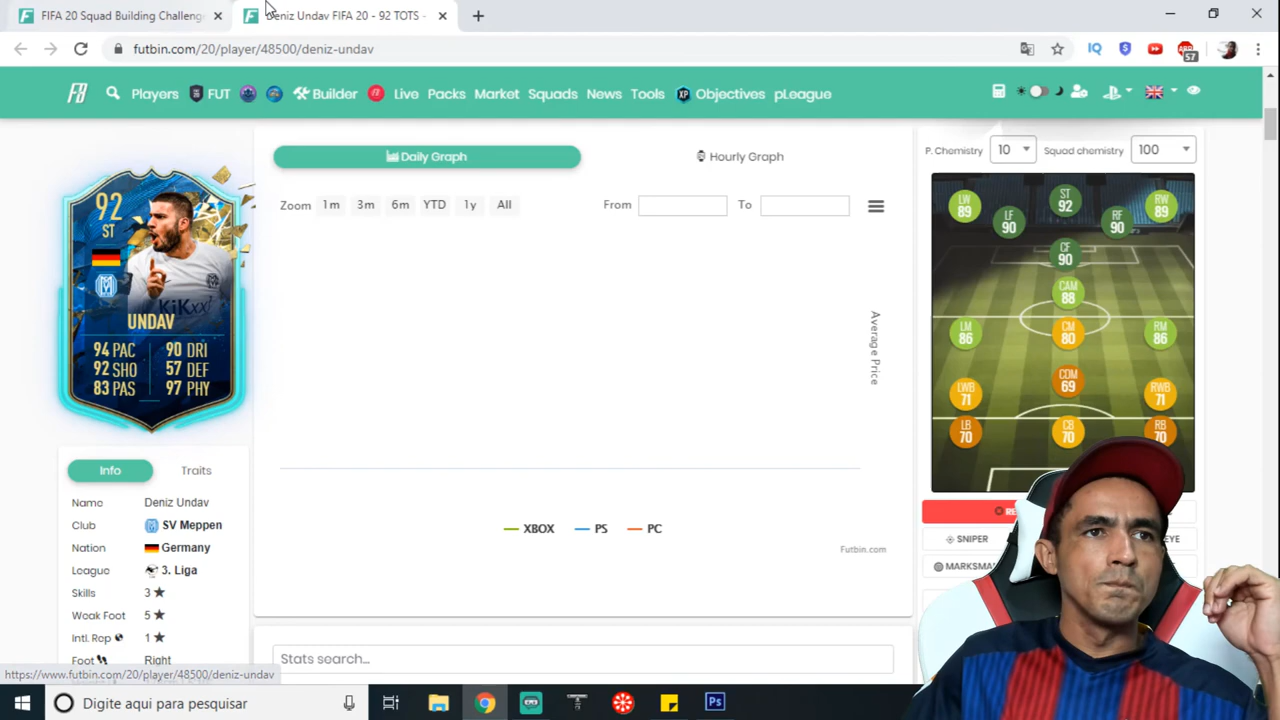 FIFA 20 Squad Building Challeng
Deniz Undav FIFA 20 - 92 TOTS -
futbin.com/20/player/48500/deniz-undav
57
F8 Players FUT Builder Live Packs Market Squads News Tools XP Objectives pLeague
92
ST
UNDAV
94 PAC 90 DRI
92 SHO 57 DEF
83 PAS 97 PHY
KiKxxl
Info Traits
Name Deniz Undav
Club SV Meppen
Nation Germany
League 3. Liga
Skills 3
Weak Foot 5
Intl. Rep 1
Foot Right
Daily Graph Hourly Graph
Zoom 1m 3m 6m YTD 1y All From To
Average Price
XBOX PS PC
Futbin.com
Stats search...
P. Chemistry 10 Squad chemistry 100
LW 89
ST 92
RW 89
LF 90
RF 90
CF 90
CAM 88
LM 86
CM 80
RM 86
CDM 69
LWB 71
RWB 71
LB 70
CB 70
RB 70
SNIPER
MARKSMA
https://www.futbin.com/20/player/48500/deniz-undav
Digite aqui para pesquisar
Ps